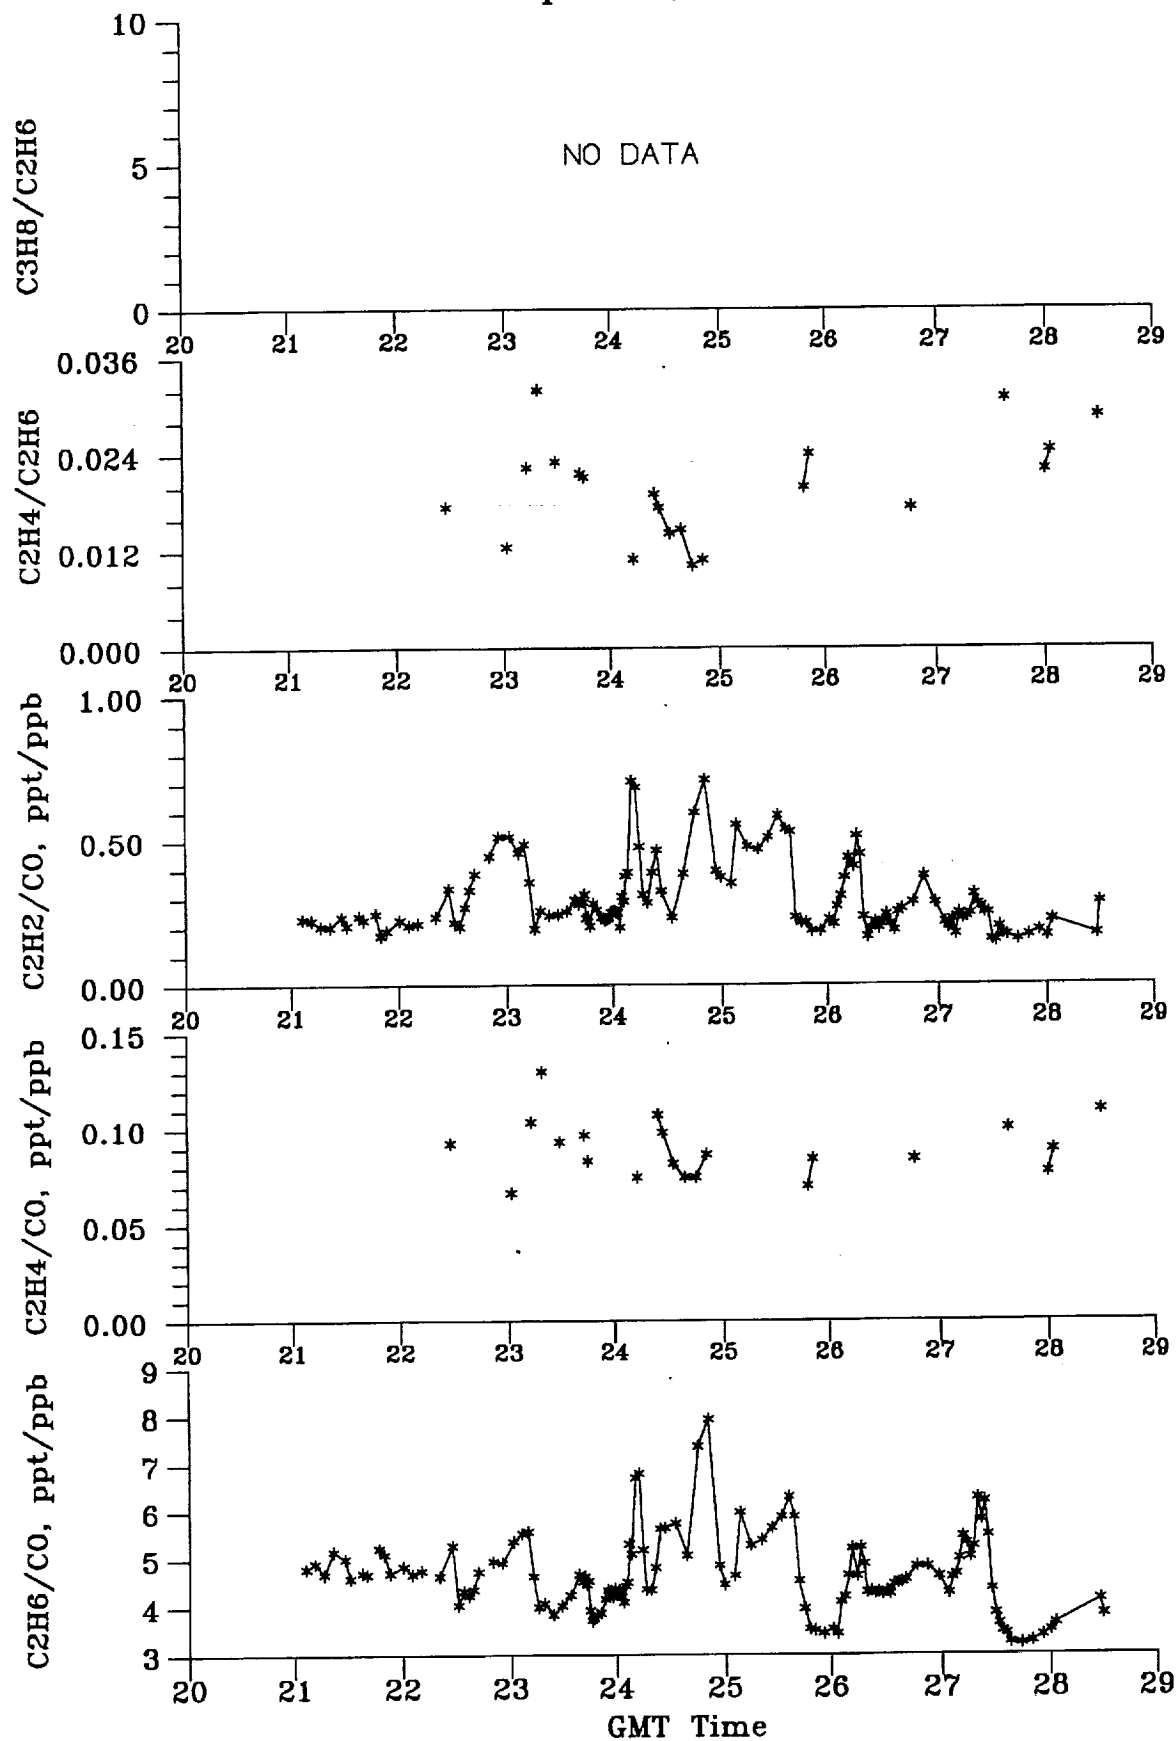 10
5
0
C3H8/C2H6
NO DATA
20 21 22 23 24 25 26 27 28 29
0.036
0.024
0.012
0.000
C2H4/C2H6
20 21 22 23 24 25 26 27 28 29
1.00
0.50
0.00
C2H2/CO, ppt/ppb
20 21 22 23 24 25 26 27 28 29
0.15
0.10
0.05
0.00
C2H4/CO, ppt/ppb
20 21 22 23 24 25 26 27 28 29
9
8
7
6
5
4
3
C2H6/CO, ppt/ppb
20 21 22 23 24 25 26 27 28 29
GMT Time